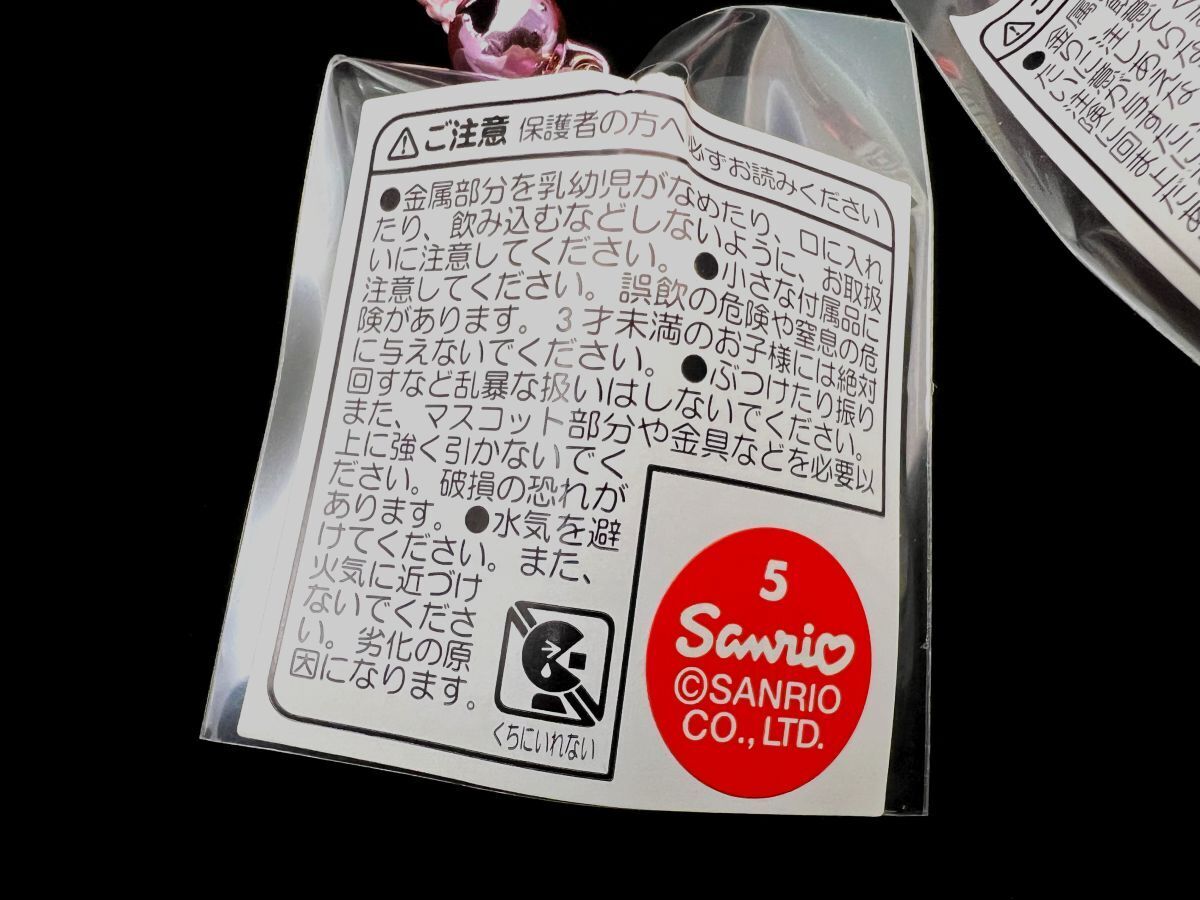 ご注意 保護者の方へ必ずお読みください
●金属部分を乳幼児がなめたり、口に入れ
たり、飲み込むなどしないように、お取扱
いに注意してください。●小さな付属品に
注意してください。誤飲の危険や窒息の危
険があります。3才未満のお子様には絶対
に与えないでください。●ぶつけたり振り
回すなど乱暴な扱いはしないでください。
また、マスコット部分や金具などを必要以
上に強く引かないでく
ださい。破損の恐れが
あります。●水気を避
けてください。また、
火気に近づけ
ないでくださ
い。劣化の原
因になります。
くちにいれない
5
Sanrio
©SANRIO
CO., LTD.